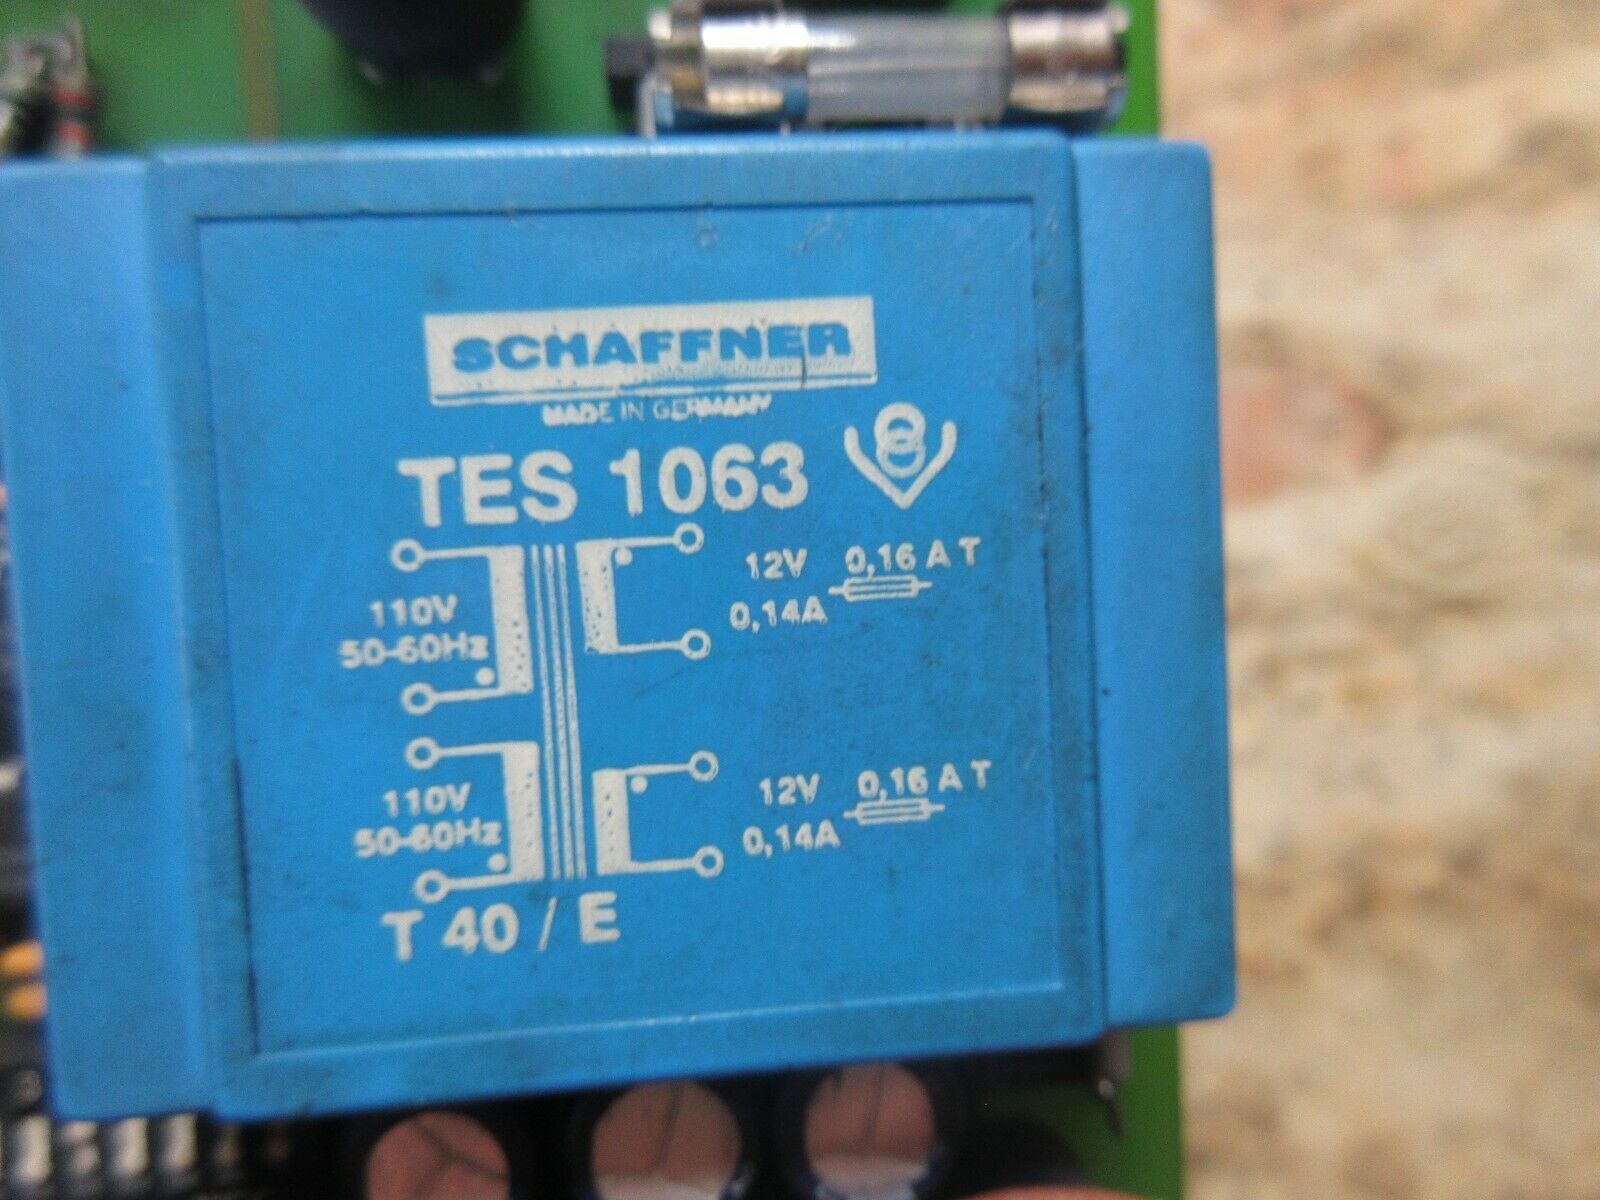 SCHAFFNER
MADE IN GERMANY
TES 1063
110V
50-60Hz
12V 0,16 A T
0,14A
110V
50-60Hz
12V 0,16 A T
0,14A
T 40 / E